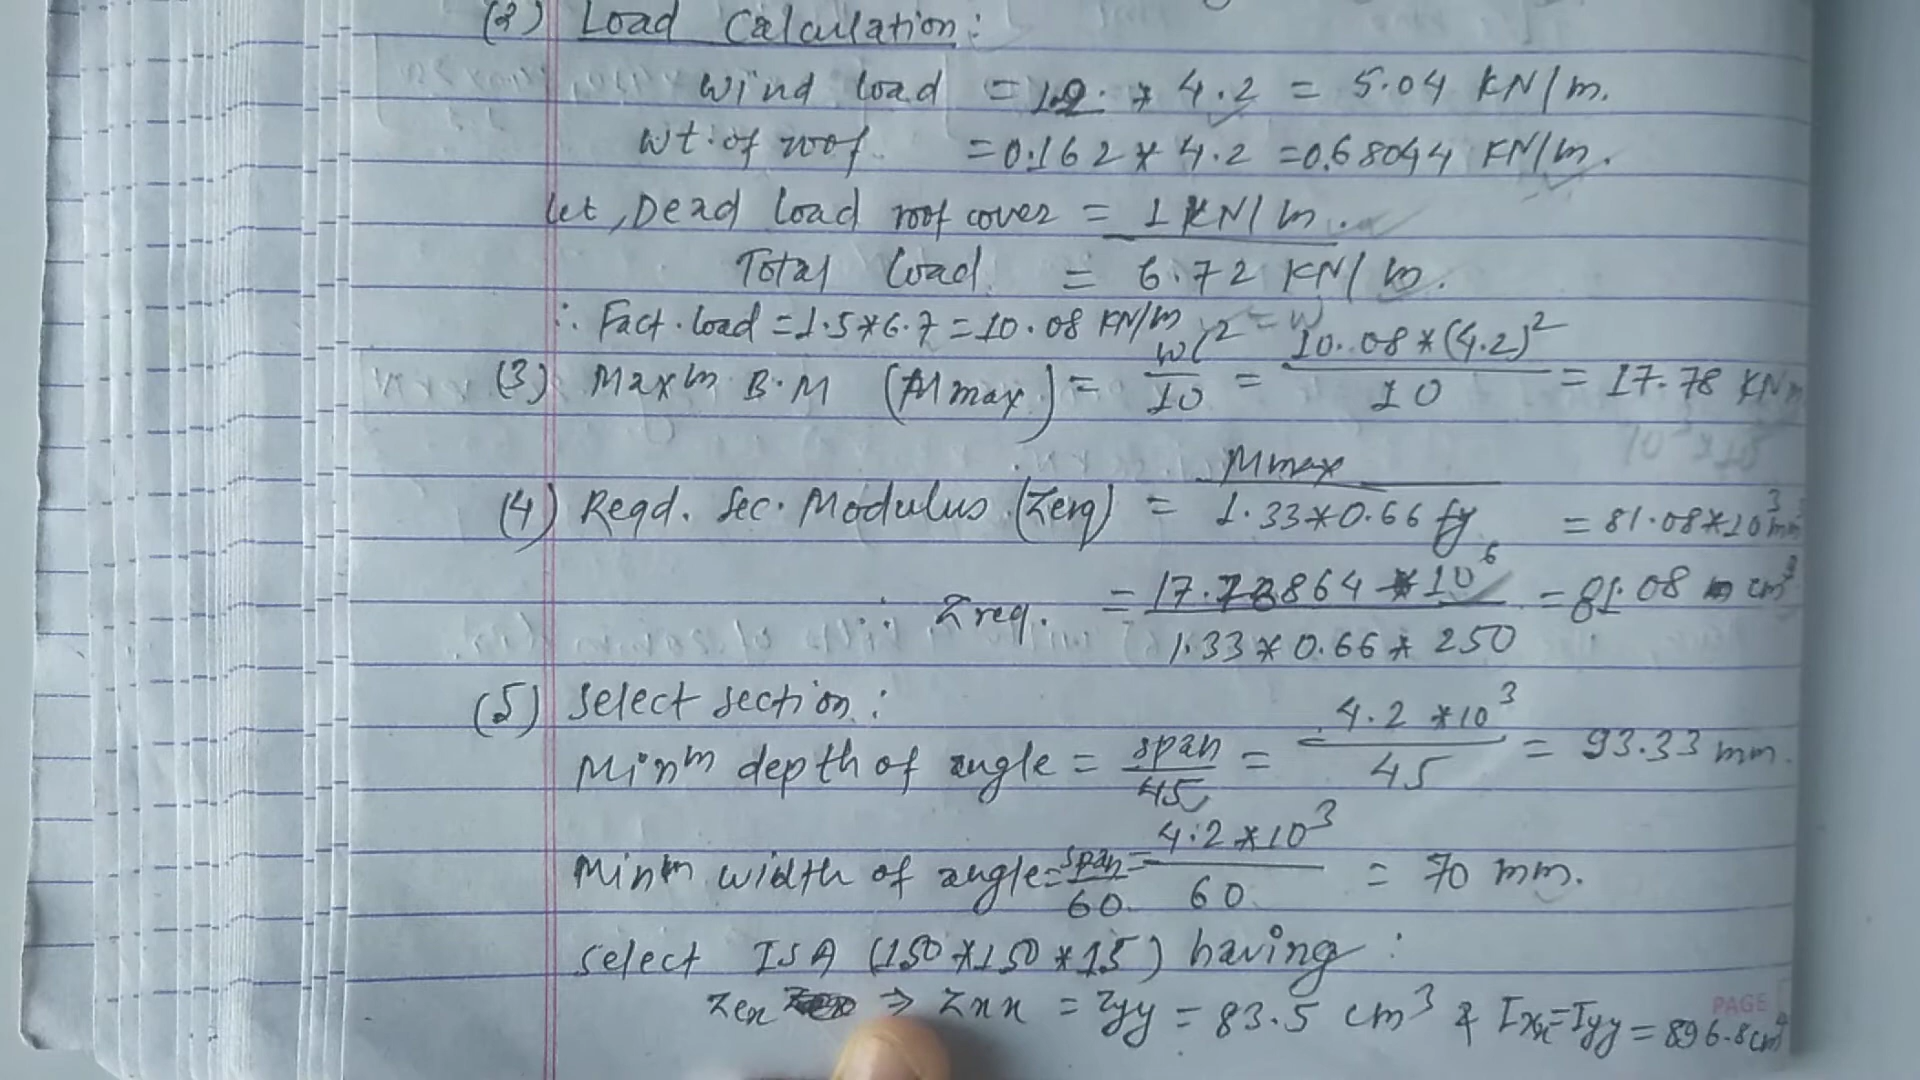 (2) Load Calculation:
Wind load = 1.2 * 4.2 = 5.04 KN/m.
Wt. of roof = 0.162 * 4.2 = 0.68044 KN/m.
Let, Dead load roof cover = 1 KN/m.
Total load = 6.72 KN/m.
∴ Fact. load = 1.5*6.7 = 10.08 KN/m = W
(3) Maxm B.M (Mmax) = wl²/10 = 10.08*(4.2)²/10 = 17.78 KNm
(4) Reqd. Sec. Modulus (Zerq) = Mmax / 1.33*0.66 fy = 81.08*10³ mm³
∴ Zreq. = 17.78864 * 10⁶ / 1.33*0.66*250 = 81.08 cm³
(5) Select section:
Minm depth of angle = span/45 = 4.2*10³/45 = 93.33 mm.
Minm width of angle = span/60 = 4.2*10³/60 = 70 mm.
Select ISA (150*150*15) having:
Zex ⇒ Zxx = Zyy = 83.5 cm³ & Ixx = Iyy = 896.8 cm⁴
PAGE